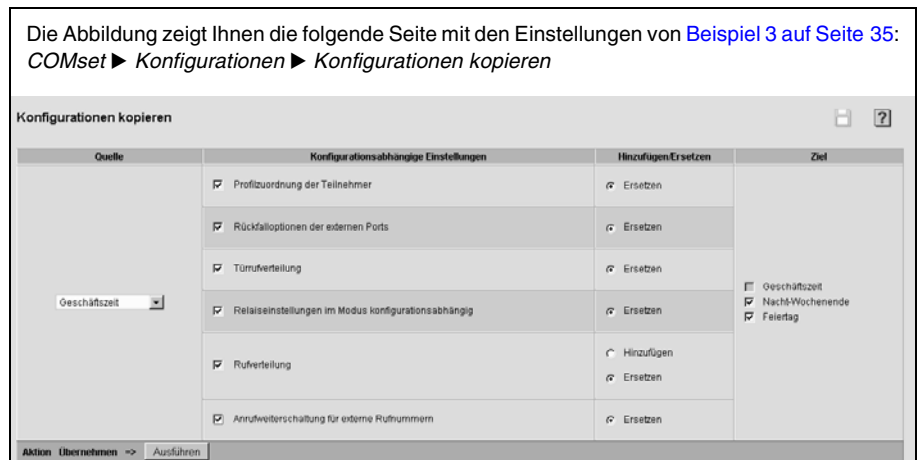 Die Abbildung zeigt Ihnen die folgende Seite mit den Einstellungen von Beispiel 3 auf Seite 35:
COMset ▶ Konfigurationen ▶ Konfigurationen kopieren
Konfigurationen kopieren
?
Quelle Konfigurationsabhängige Einstellungen Hinzufügen/Ersetzen Ziel
Profilzuordnung der Teilnehmer Ersetzen
Rückfalloptionen der externen Ports Ersetzen
Türrufverteilung Ersetzen
Geschäftszeit
Relaiseinstellungen im Modus konfigurationsabhängig Ersetzen
Geschäftszeit
Nacht-Wochenende
Feiertag
Rufverteilung Hinzufügen
Ersetzen
Anrufweiterschaltung für externe Rufnummern Ersetzen
Aktion Übernehmen => Ausführen